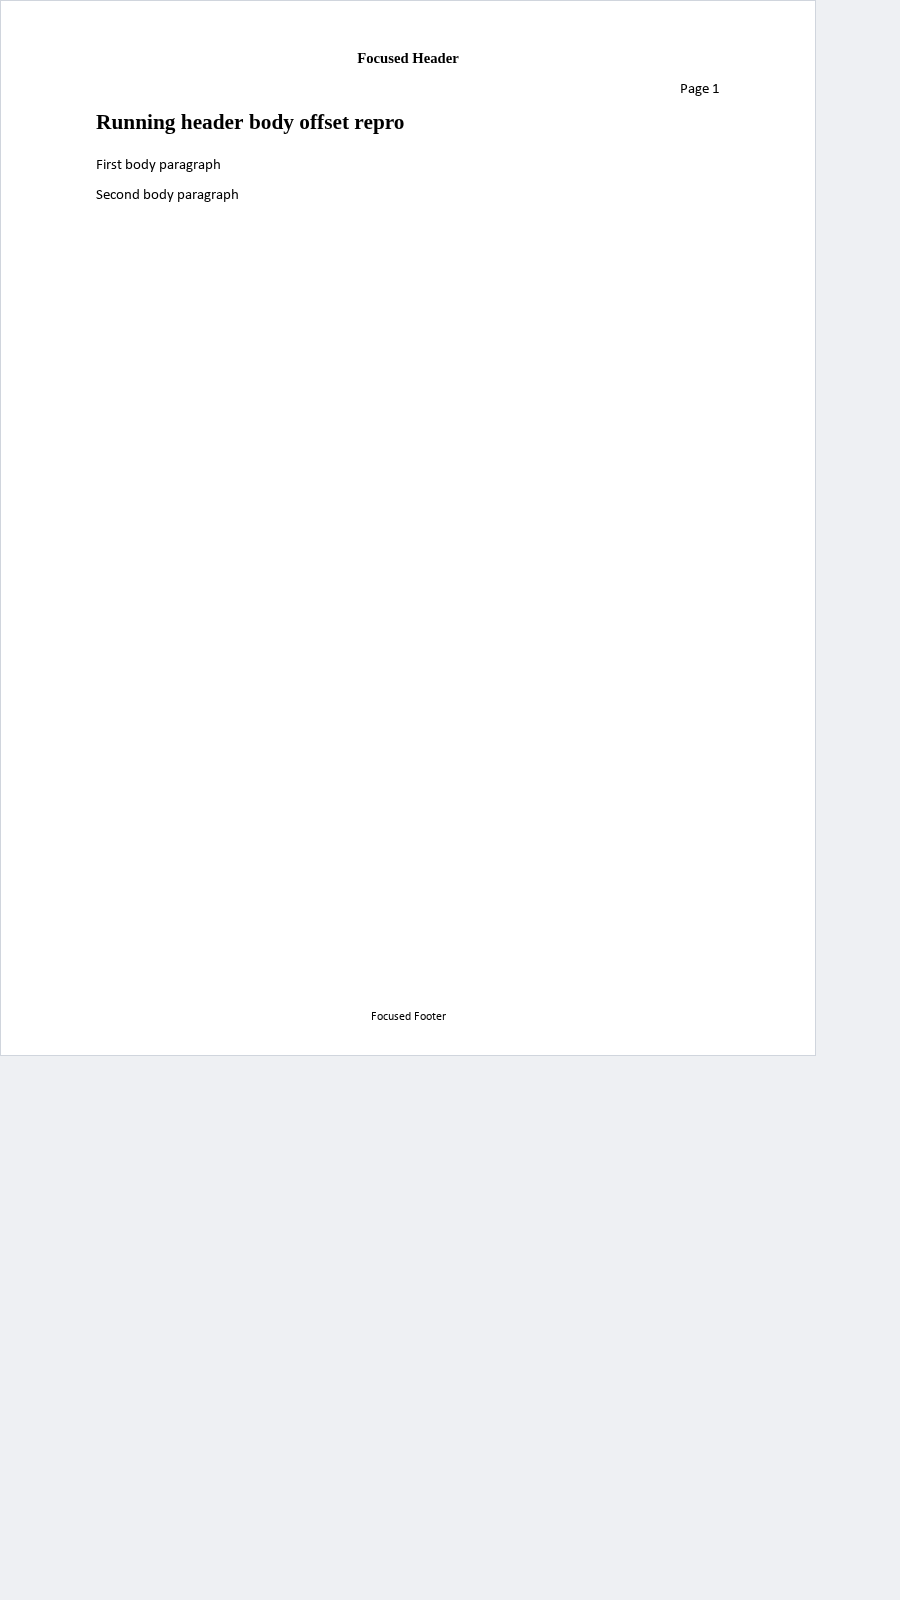 Focused Header
Page 1
Running header body offset repro
First body paragraph
Second body paragraph
Focused Footer